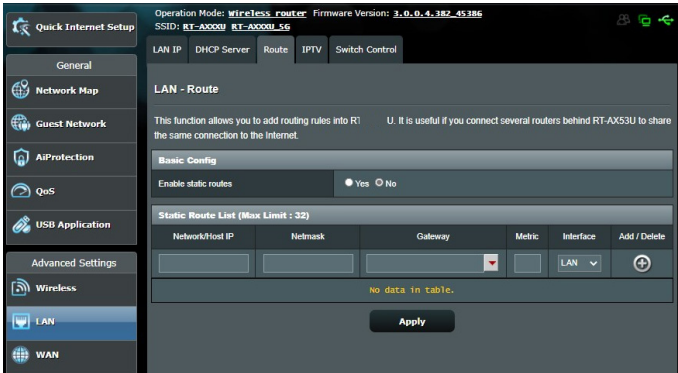 Operation Mode: Wireless router Firmware Version: 3.0.0.4.382_45386
SSID: RT-AXXXU RT-AXXXU_5G
Quick Internet Setup
General
Network Map
Guest Network
AiProtection
QoS
USB Application
Advanced Settings
Wireless
LAN
WAN
LAN IP DHCP Server Route IPTV Switch Control
LAN - Route
This function allows you to add routing rules into RT U. It is useful if you connect several routers behind RT-AX53U to share
the same connection to the Internet.
Basic Config
Enable static routes Yes No
Static Route List (Max Limit : 32)
Network/Host IP Netmask Gateway Metric Interface Add / Delete
LAN
No data in table.
Apply